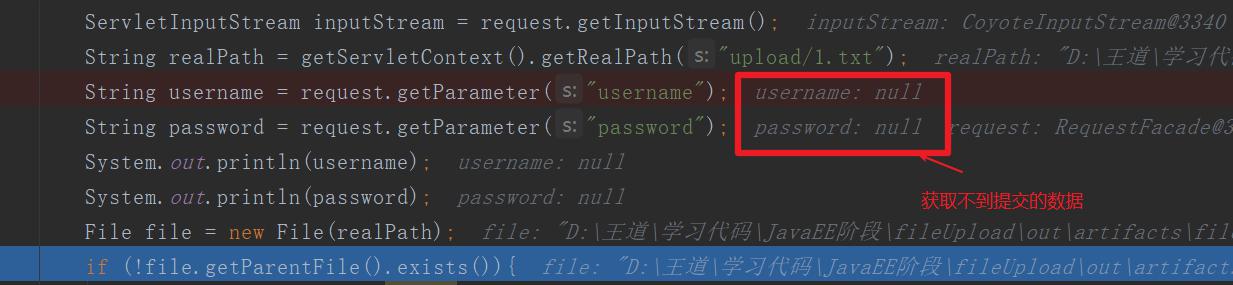 ServletInputStream inputStream = request.getInputStream(); inputStream: CoyoteInputStream@3340
String realPath = getServletContext().getRealPath( s: "upload/1.txt"); realPath: "D:\王道\学习代
String username = request.getParameter( s: "username"); username: null
String password = request.getParameter( s: "password"); password: null request: RequestFacade@3
System.out.println(username); username: null
System.out.println(password); password: null
获取不到提交的数据
File file = new File(realPath); file: "D:\王道\学习代码\JavaEE阶段\fileUpload\out\artifacts\file
if (!file.getParentFile().exists()){ file: "D:\王道\学习代码\JavaEE阶段\fileUpload\out\artifact